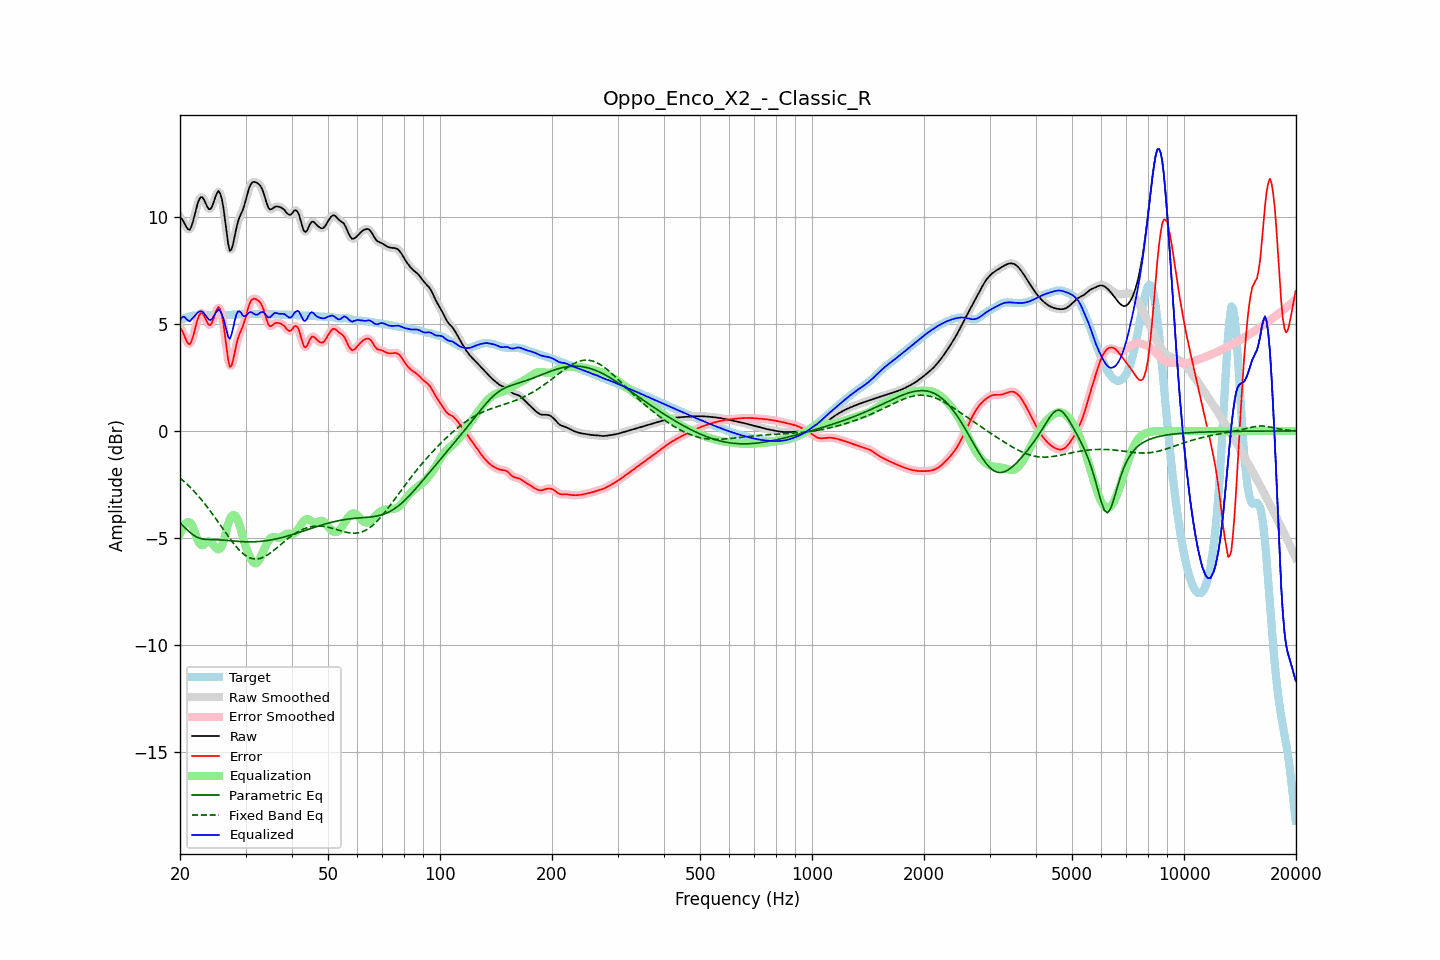 Oppo_Enco_X2_-_Classic_R
Amplitude (dBr)
10
5
0
−5
−10
−15
Target
Raw Smoothed
Error Smoothed
Raw
Error
Equalization
Parametric Eq
Fixed Band Eq
Equalized
20 50 100 200 500 1000 2000 5000 10000 20000
Frequency (Hz)